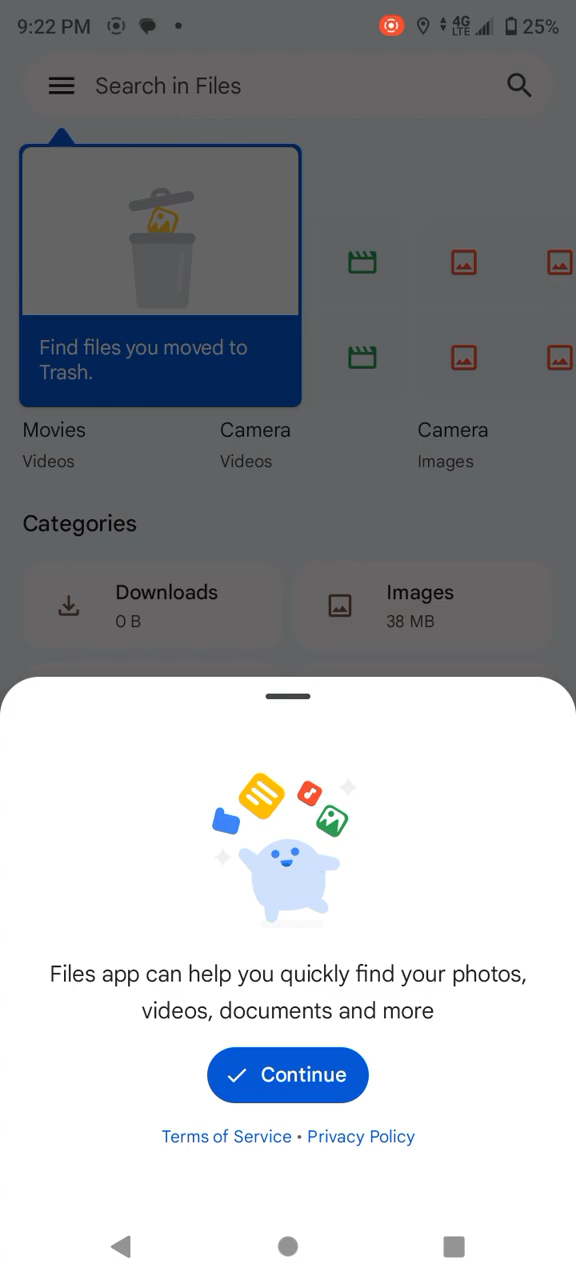 9:22 PM
4G
LTE
25%
Search in Files
Find files you moved to
Trash.
Movies
Videos
Camera
Videos
Camera
Images
Categories
Downloads
0 B
Images
38 MB
Files app can help you quickly find your photos,
videos, documents and more
Continue
Terms of Service • Privacy Policy